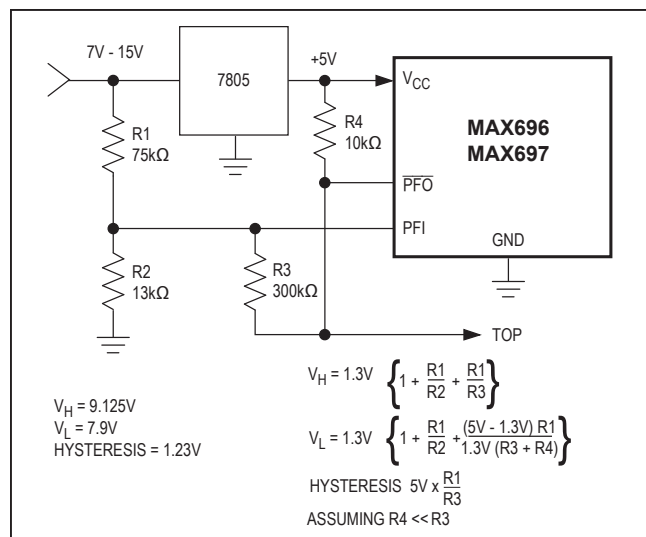 7V - 15V
7805
+5V
VCC
MAX696
MAX697
R1
75kΩ
R4
10kΩ
PFO
PFI
GND
R2
13kΩ
R3
300kΩ
TOP
VH = 1.3V { 1 + R1/R2 + R1/R3 }
VL = 1.3V { 1 + R1/R2 + (5V - 1.3V) R1/1.3V (R3 + R4) }
HYSTERESIS 5V x R1/R3
ASSUMING R4 << R3
VH = 9.125V
VL = 7.9V
HYSTERESIS = 1.23V